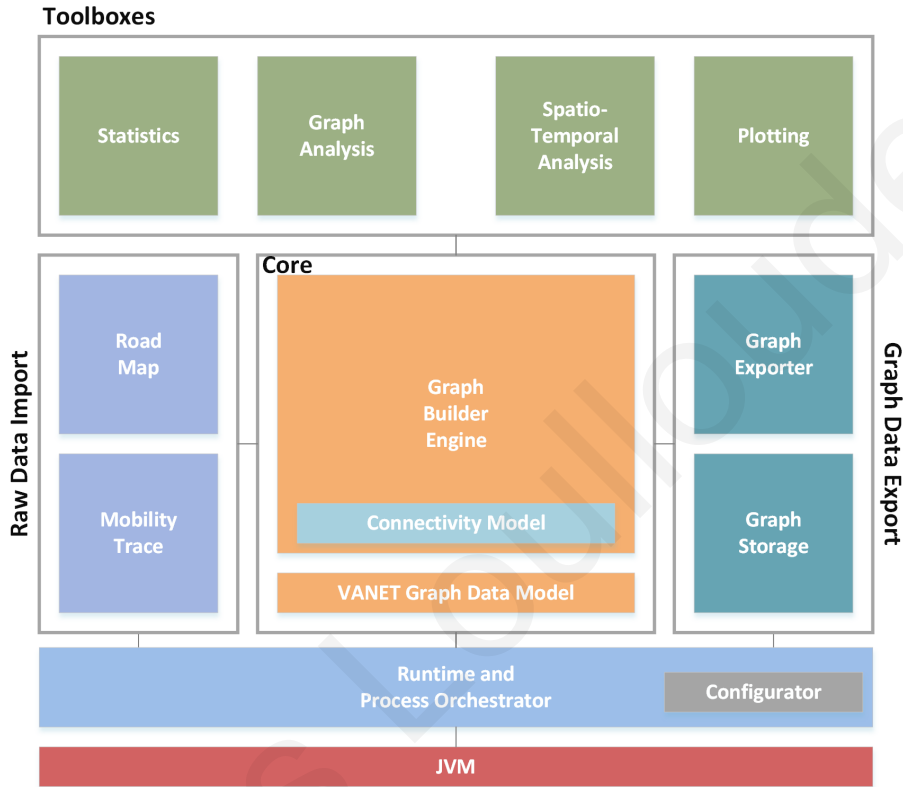 Toolboxes
Statistics
Graph
Analysis
Spatio-
Temporal
Analysis
Plotting
Raw Data Import
Road
Map
Mobility
Trace
Core
Graph
Builder
Engine
Connectivity Model
VANET Graph Data Model
Graph
Exporter
Graph
Storage
Graph Data Export
Runtime and
Process Orchestrator
Configurator
JVM